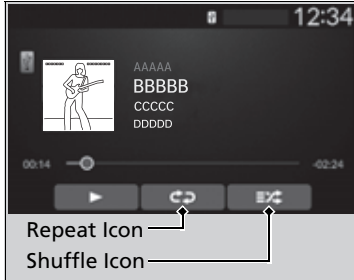 12:34
AAAAA
BBBBB
CCCCC
DDDDD
00:14
-02:24
Repeat Icon
Shuffle Icon